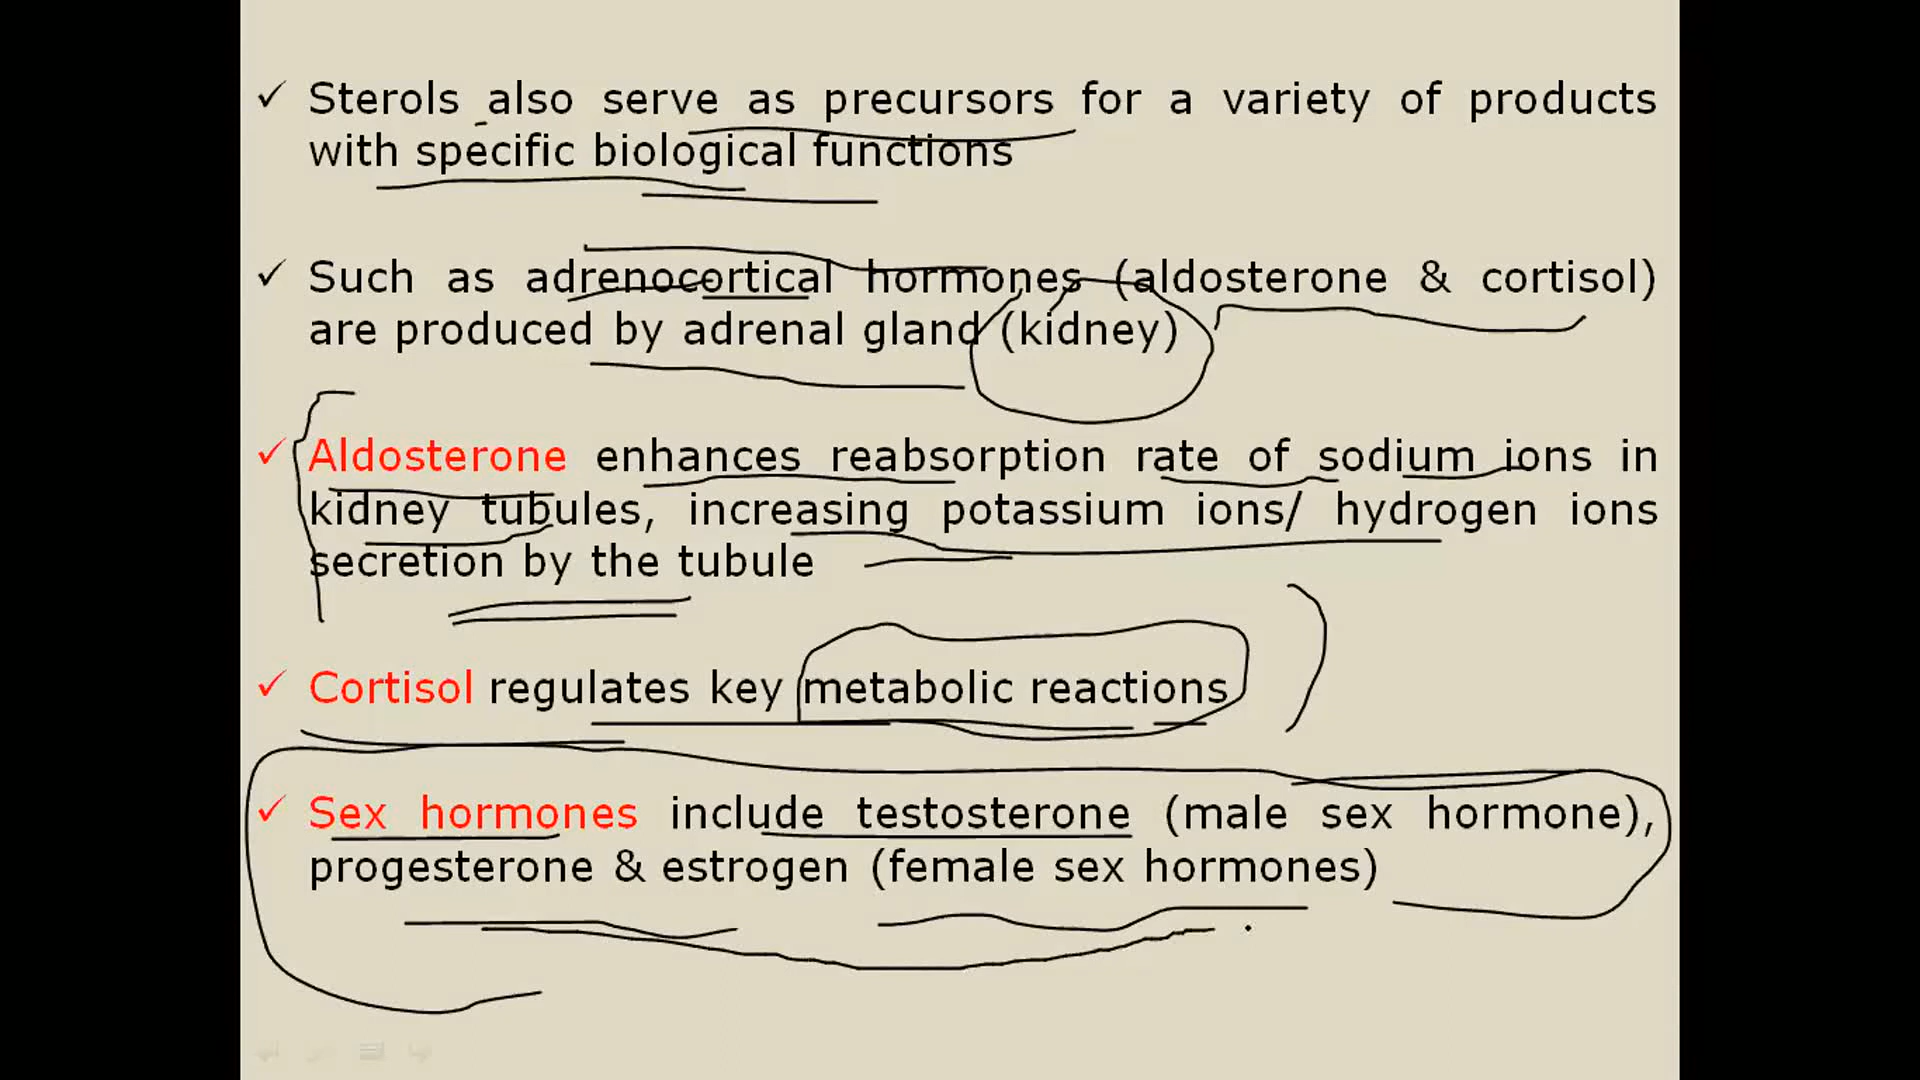 ✓ Sterols also serve as precursors for a variety of products
with specific biological functions
✓ Such as adrenocortical hormones (aldosterone & cortisol)
are produced by adrenal gland (kidney)
✓ Aldosterone enhances reabsorption rate of sodium ions in
kidney tubules, increasing potassium ions/ hydrogen ions
secretion by the tubule
✓ Cortisol regulates key metabolic reactions
✓ Sex hormones include testosterone (male sex hormone),
progesterone & estrogen (female sex hormones)